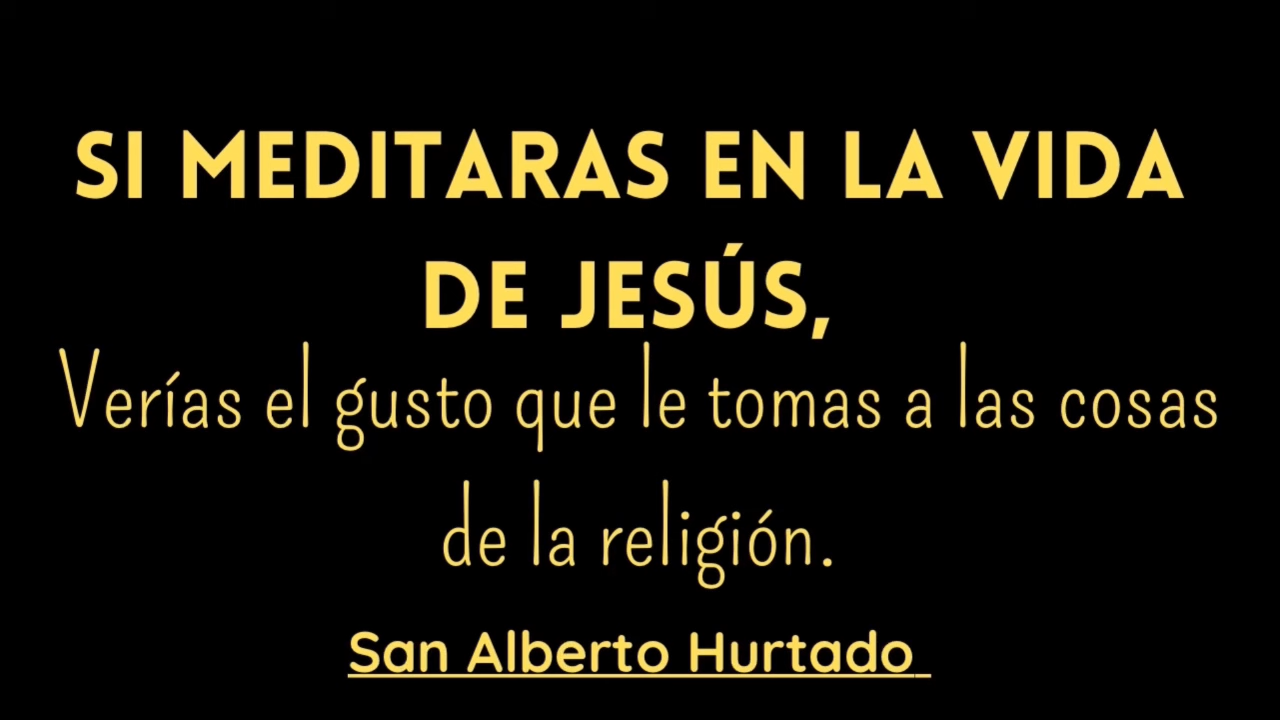 SI MEDITARAS EN LA VIDA
DE JESÚS,
Verías el gusto que le tomas a las cosas
de la religión.
San Alberto Hurtado